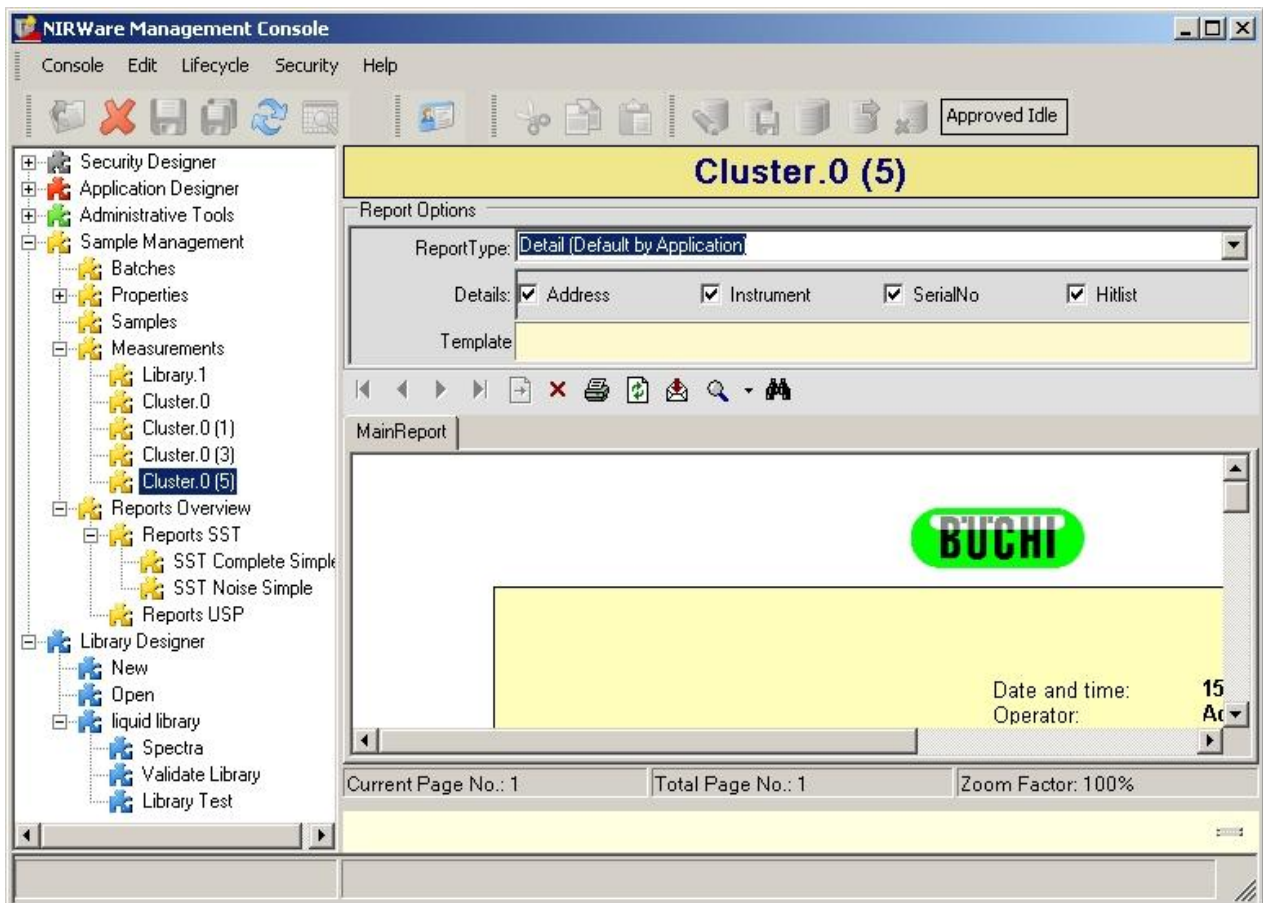 NIRWare Management Console
Console Edit Lifecycle Security Help
Approved Idle
Security Designer
Application Designer
Administrative Tools
Sample Management
Batches
Properties
Samples
Measurements
Library.1
Cluster.0
Cluster.0 (1)
Cluster.0 (3)
Cluster.0 (5)
Reports Overview
Reports SST
SST Complete Simple
SST Noise Simple
Reports USP
Library Designer
New
Open
liquid library
Spectra
Validate Library
Library Test
Cluster.0 (5)
Report Options
ReportType: Detail (Default by Application)
Details: Address Instrument SerialNo Hitlist
Template
MainReport
BÜCHI
Date and time: 15
Operator:
Current Page No.: 1 Total Page No.: 1 Zoom Factor: 100%